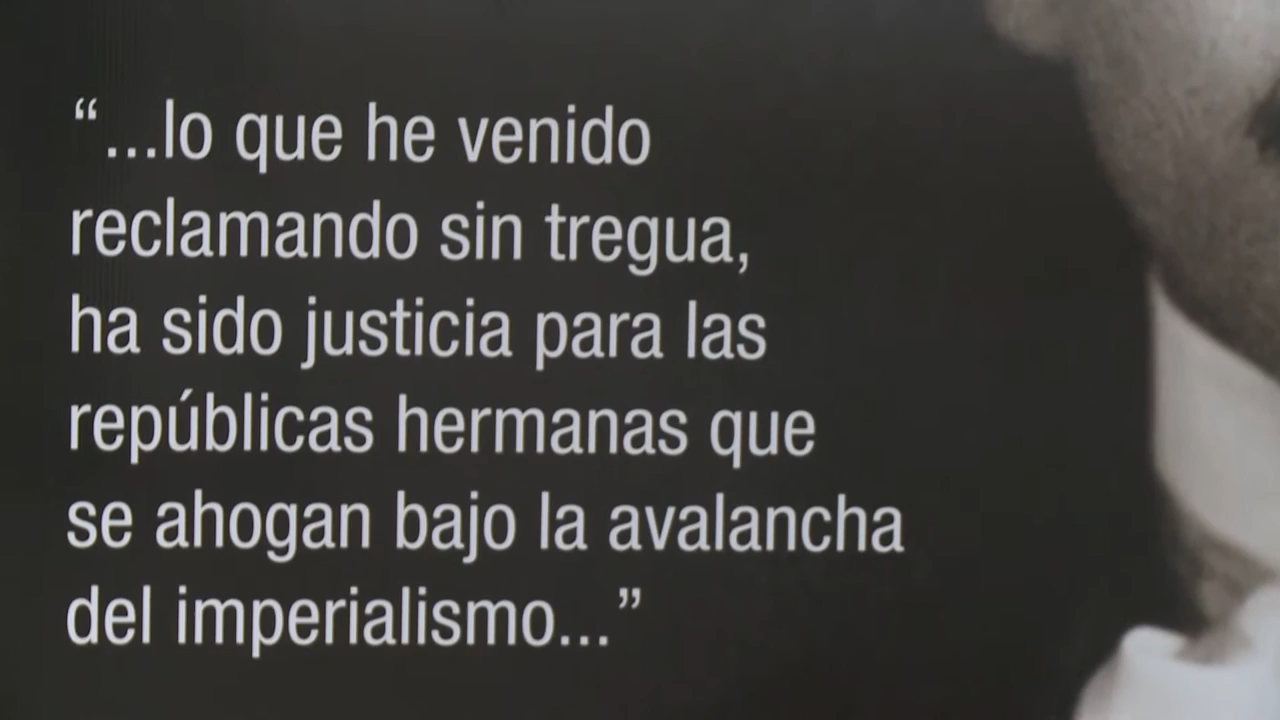 “...lo que he venido
reclamando sin tregua,
ha sido justicia para las
repúblicas hermanas que
se ahogan bajo la avalancha
del imperialismo...”